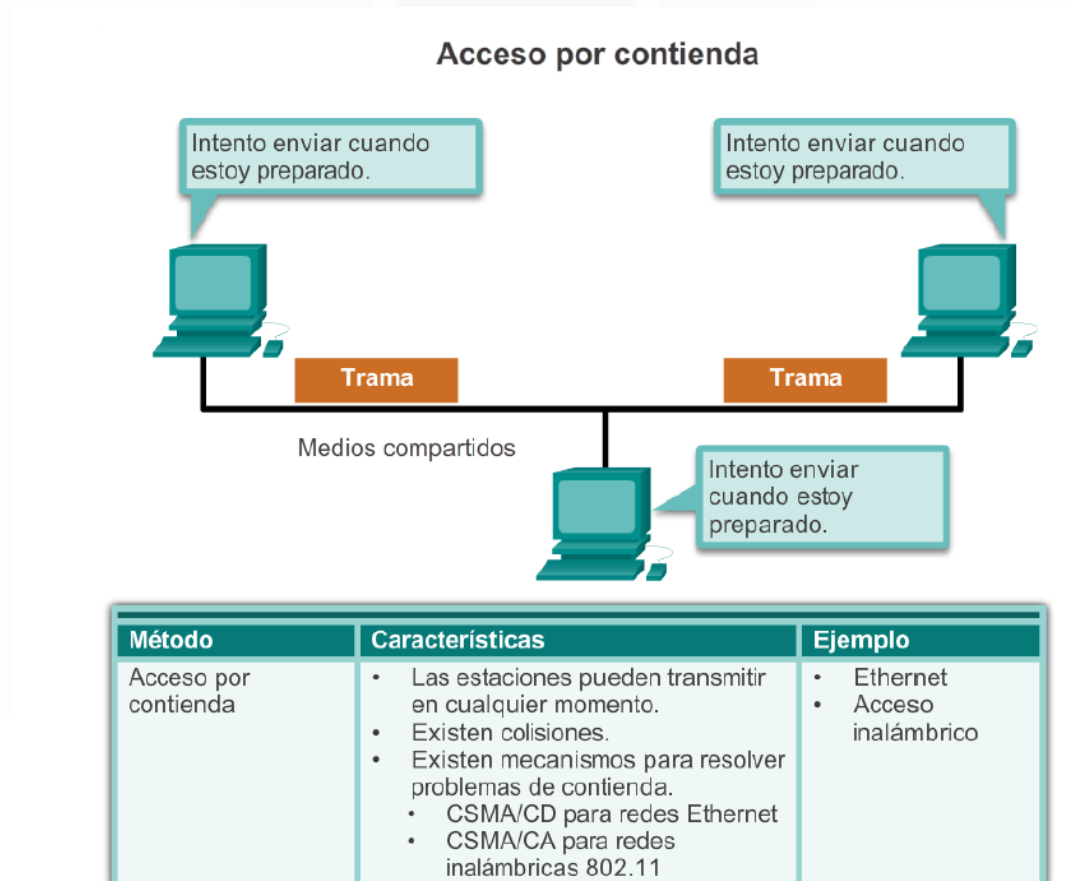 Acceso por contienda
Intento enviar cuando
estoy preparado.
Intento enviar cuando
estoy preparado.
Trama
Trama
Medios compartidos
Intento enviar
cuando estoy
preparado.
Método
Características
Ejemplo
Acceso por
contienda
• Las estaciones pueden transmitir
en cualquier momento.
• Existen colisiones.
• Existen mecanismos para resolver
problemas de contienda.
• CSMA/CD para redes Ethernet
• CSMA/CA para redes
inalámbricas 802.11
• Ethernet
• Acceso
inalámbrico